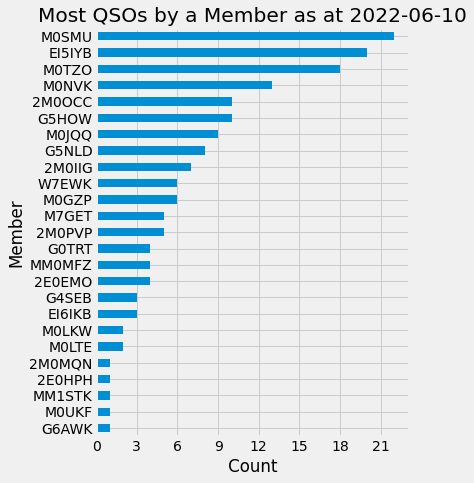 Most QSOs by a Member as at 2022-06-10
M0SMU
EI5IYB
M0TZO
M0NVK
2M0OCC
G5HOW
M0JQQ
G5NLD
2M0IIG
W7EWK
M0GZP
M7GET
2M0PVP
G0TRT
MM0MFZ
2E0EMO
G4SEB
EI6IKB
M0LKW
M0LTE
2M0MQN
2E0HPH
MM1STK
M0UKF
G6AWK
Member
0 3 6 9 12 15 18 21
Count